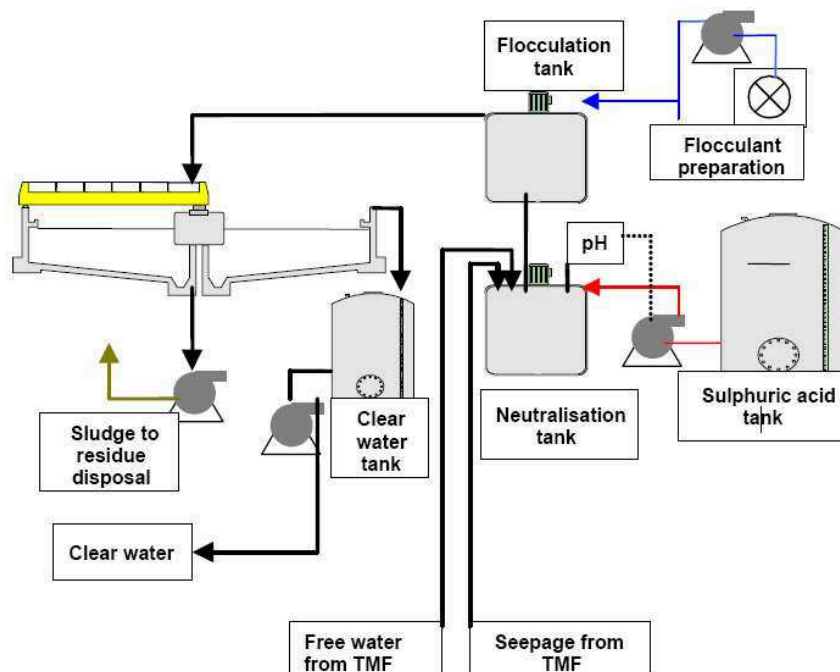 Flocculation
tank
Flocculant
preparation
pH
Sulphuric acid
tank
Neutralisation
tank
Clear
water
tank
Sludge to
residue
disposal
Clear water
Free water
from TMF
Seepage from
TMF